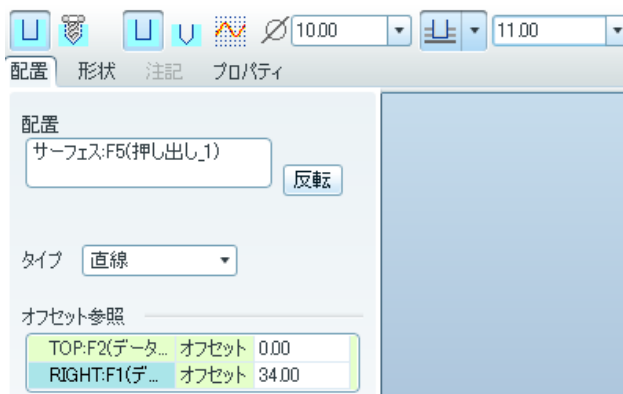 10.00 11.00
配置 形状 注記 プロパティ
配置
サーフェス:F5(押し出し_1)
反転
タイプ 直線
オフセット参照
TOP:F2(データ... オフセット 0.00
RIGHT:F1(デ... オフセット 34.00